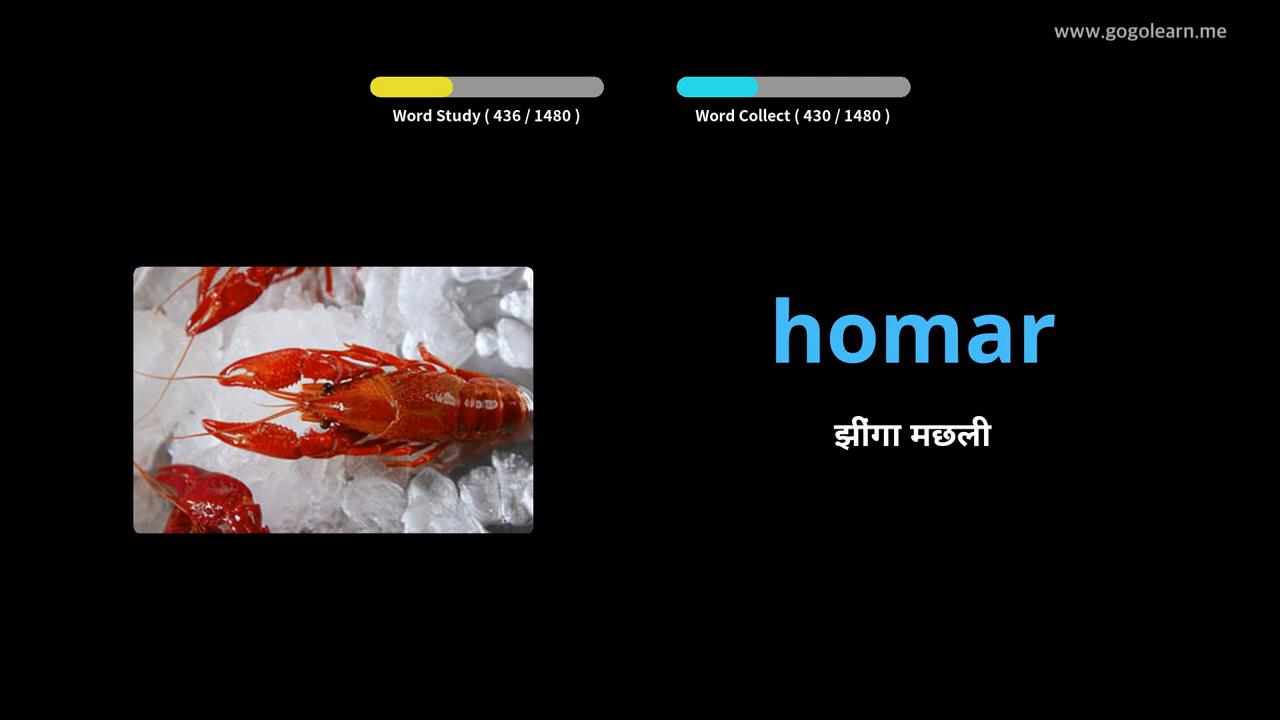 www.gogolearn.me
Word Study ( 436 / 1480 )
Word Collect ( 430 / 1480 )
homar
झींगा मछली